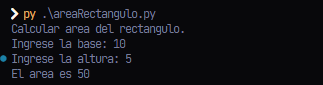 ❯ py .\areaRectangulo.py
Calcular area del rectangulo.
Ingrese la base: 10
Ingrese la altura: 5
El area es 50